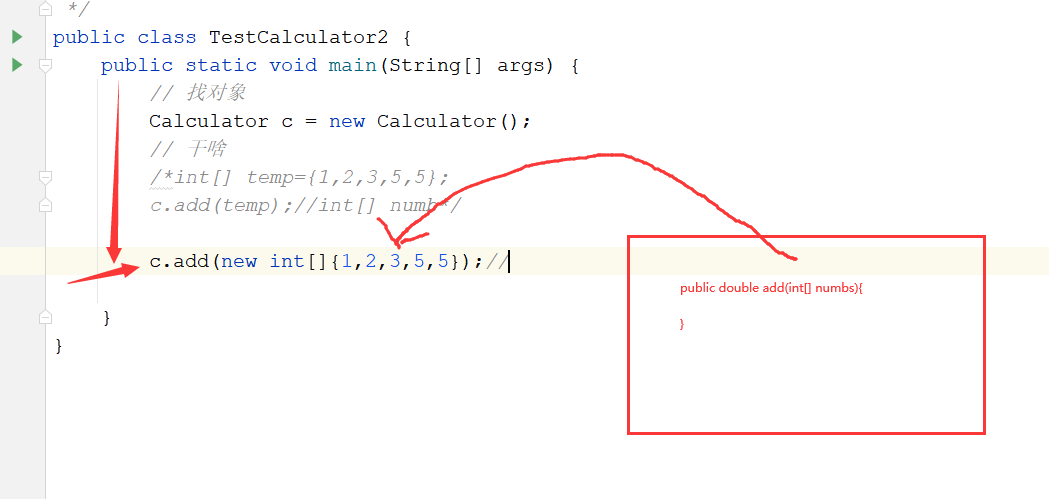 */
public class TestCalculator2 {
public static void main(String[] args) {
// 找对象
Calculator c = new Calculator();
// 干啥
/*int[] temp={1,2,3,5,5};
c.add(temp);//int[] numb*/
c.add(new int[]{1,2,3,5,5});//
}
}
public double add(int[] numbs){
}